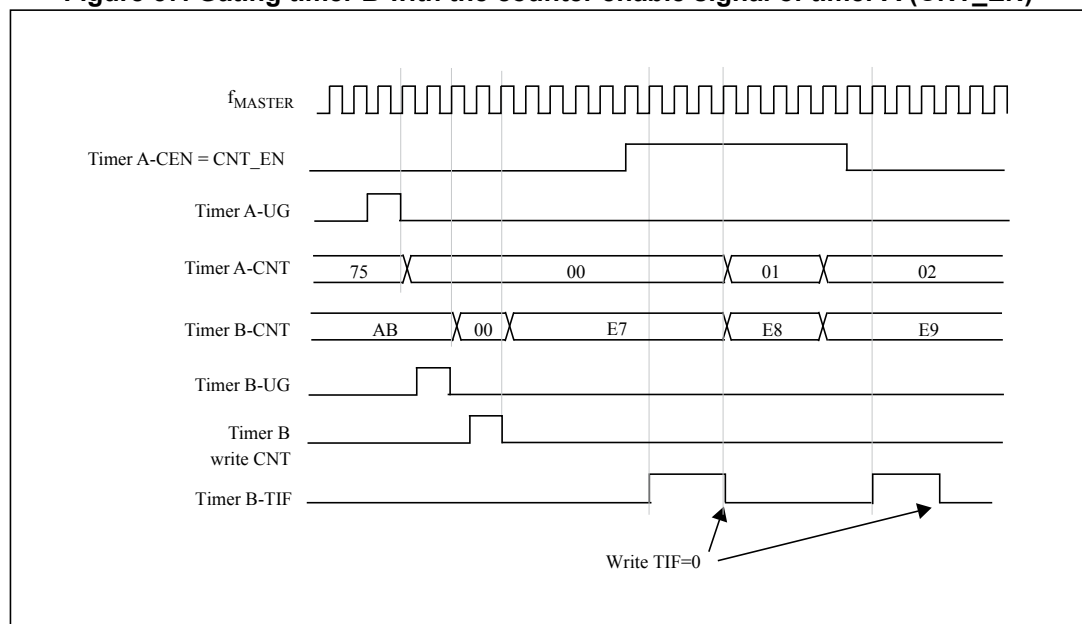 Figure 57. Gating timer B with the counter enable signal of timer A (CNT_EN)
fMASTER
Timer A-CEN = CNT_EN
Timer A-UG
Timer A-CNT 75 00 01 02
Timer B-CNT AB 00 E7 E8 E9
Timer B-UG
Timer B
write CNT
Timer B-TIF
Write TIF=0